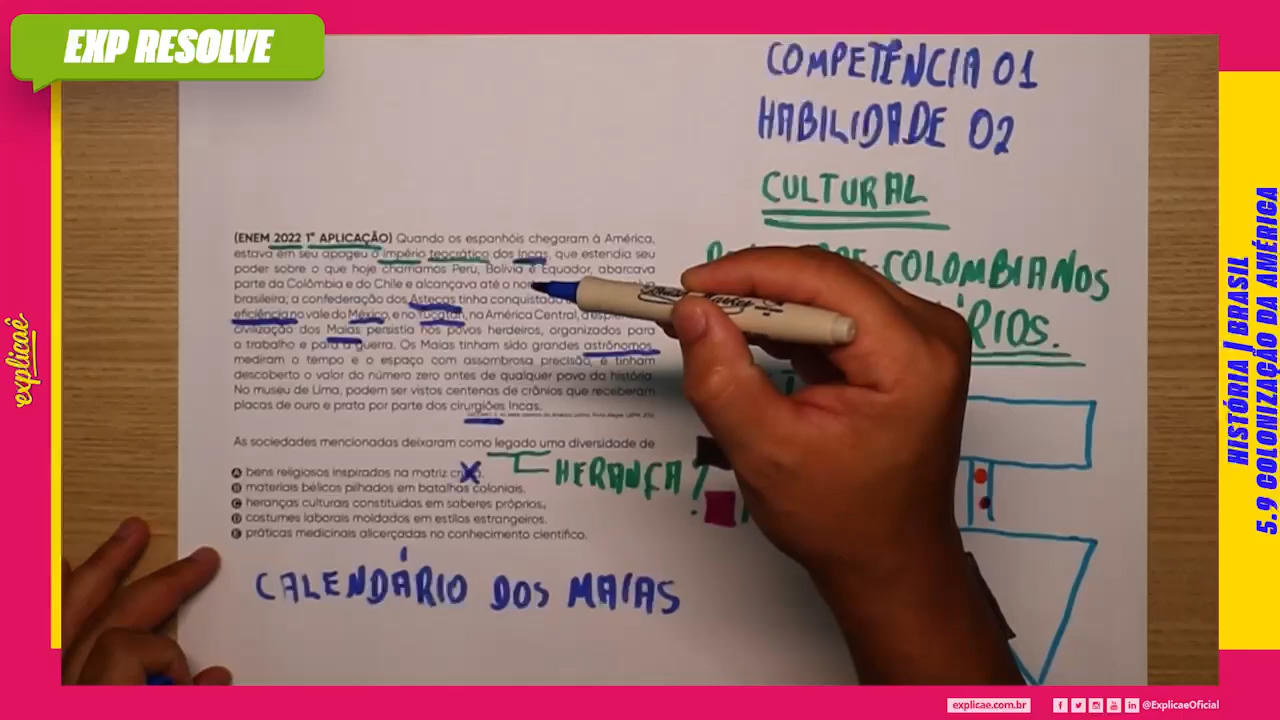 EXP RESOLVE
COMPETÊNCIA 01
HABILIDADE 02
CULTURAL
COLOMBIANOS
(ENEM 2022 1ª APLICAÇÃO) Quando os espanhóis chegaram à América,
estava em seu apogeu o império teocrático dos Incas, que estendia seu
poder sobre o que hoje chamamos Peru, Bolívia e Equador, abarcava
parte da Colômbia e do Chile e alcançava até o
brasileira; a confederação dos Astecas tinha conquistado
eficiência no vale do México, e no Yucatán, na América Central, a
civilização dos Maias persistia nos povos herdeiros, organizados para
o trabalho e para a guerra. Os Maias tinham sido grandes astrônomos,
mediram o tempo e o espaço com assombrosa precisão, e tinham
descoberto o valor do número zero antes de qualquer povo da história.
No museu de Lima, podem ser vistos centenas de crânios que receberam
placas de ouro e prata por parte dos cirurgiões Incas.
As sociedades mencionadas deixaram como legado uma diversidade de
HERANÇA
A bens religiosos inspirados na matriz
B materiais bélicos pilhados em batalhas coloniais.
C heranças culturais constituídas em saberes próprios,
D costumes laborais moldados em estilos estrangeiros.
E práticas medicinais alicerçadas no conhecimento científico.
CALENDÁRIO DOS MAIAS
explicaê
HISTÓRIA | BRASIL
5.9 COLONIZAÇÃO DA AMÉRICA
explicae.com.br
@ExplicaeOficial